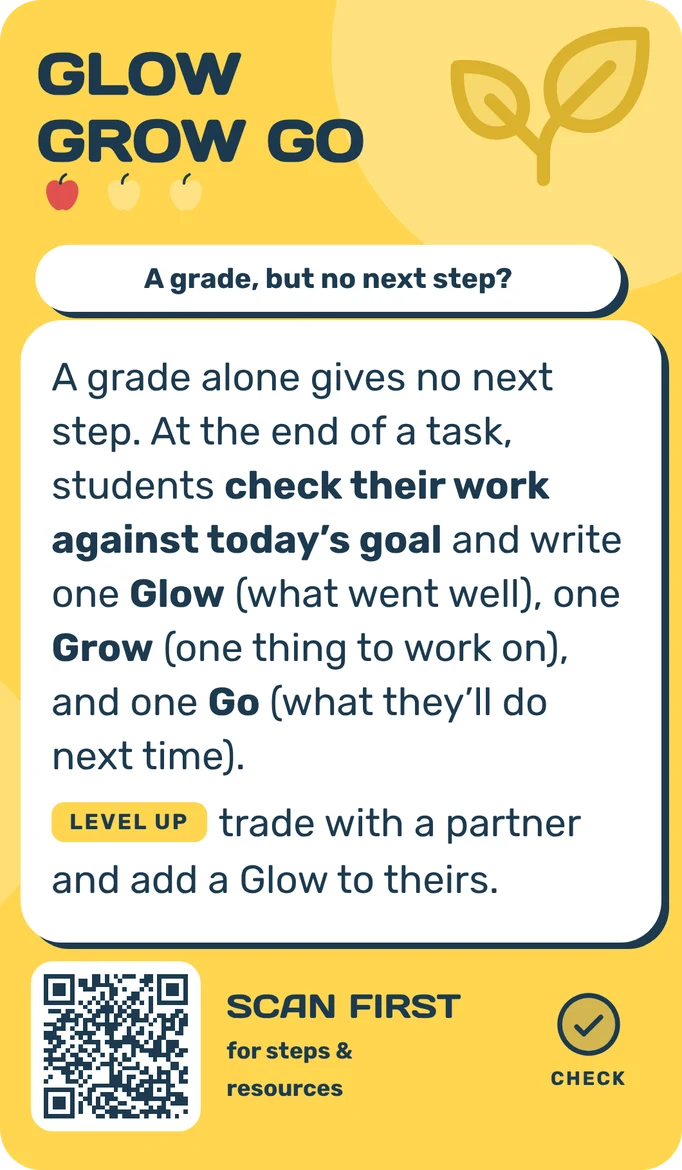 GLOW
GROW GO
A grade, but no next step?
A grade alone gives no next
step. At the end of a task,
students check their work
against today’s goal and write
one Glow (what went well), one
Grow (one thing to work on),
and one Go (what they’ll do
next time).
LEVEL UP trade with a partner
and add a Glow to theirs.
SCAN FIRST
for steps &
resources
CHECK